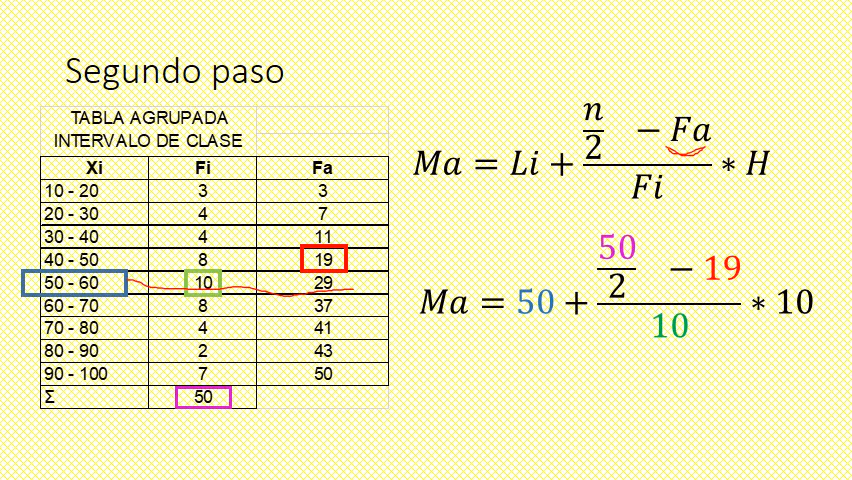 Segundo paso
TABLA AGRUPADA
INTERVALO DE CLASE
Xi Fi Fa
10 - 20 3 3
20 - 30 4 7
30 - 40 4 11
40 - 50 8 19
50 - 60 10 29
60 - 70 8 37
70 - 80 4 41
80 - 90 2 43
90 - 100 7 50
Σ 50
n
2 − Fa
Ma = Li + ∗ H
Fi
50
2 − 19
Ma = 50 + ∗ 10
10